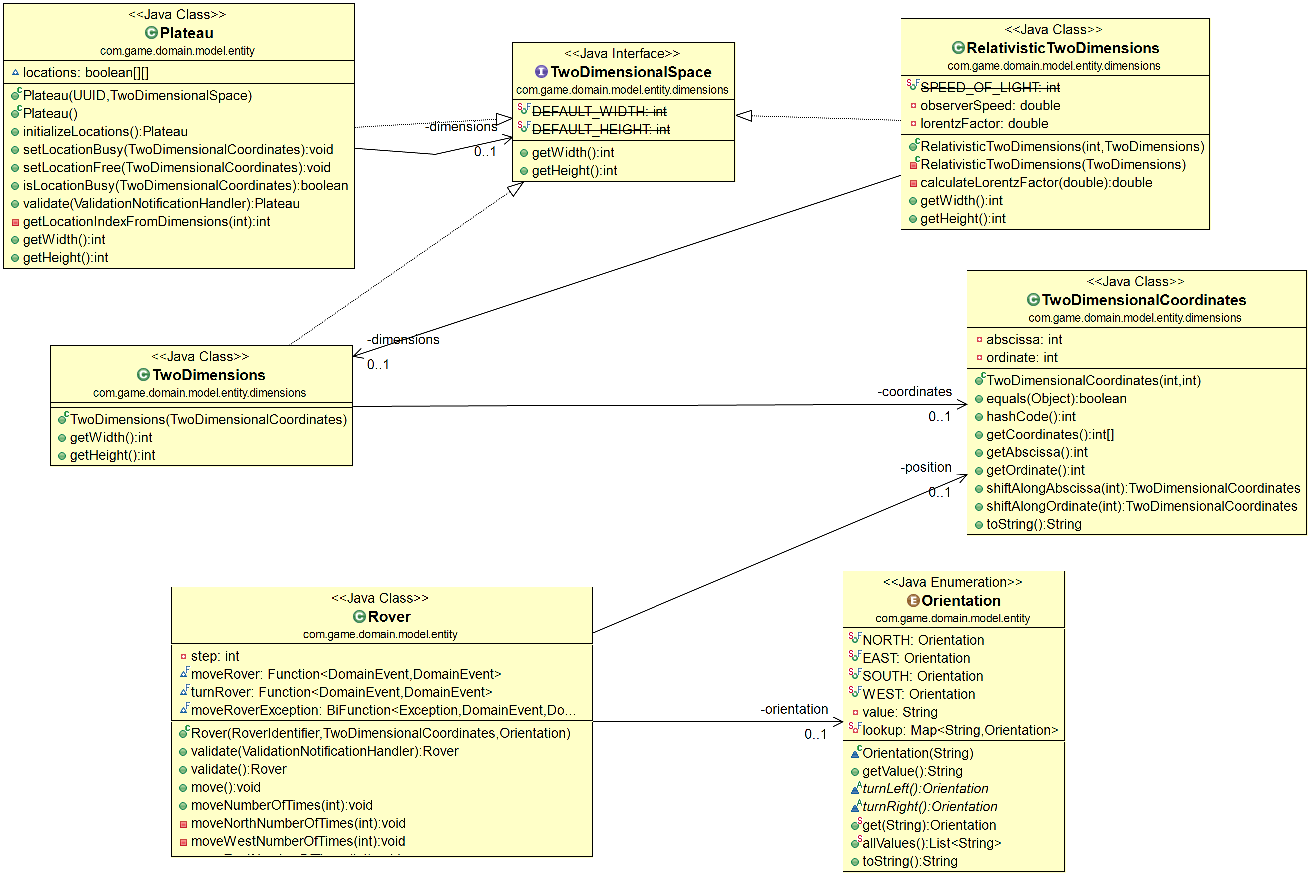 <<Java Class>>
Plateau
com.game.domain.model.entity
locations: boolean[][]
Plateau(UUID,TwoDimensionalSpace)
Plateau()
initializeLocations():Plateau
setLocationBusy(TwoDimensionalCoordinates):void
setLocationFree(TwoDimensionalCoordinates):void
isLocationBusy(TwoDimensionalCoordinates):boolean
validate(ValidationNotificationHandler):Plateau
getLocationIndexFromDimensions(int):int
getWidth():int
getHeight():int
-dimensions
0..1
<<Java Interface>>
TwoDimensionalSpace
com.game.domain.model.entity.dimensions
DEFAULT_WIDTH: int
DEFAULT_HEIGHT: int
getWidth():int
getHeight():int
<<Java Class>>
RelativisticTwoDimensions
com.game.domain.model.entity.dimensions
SPEED_OF_LIGHT: int
observerSpeed: double
lorentzFactor: double
RelativisticTwoDimensions(int,TwoDimensions)
RelativisticTwoDimensions(TwoDimensions)
calculateLorentzFactor(double):double
getWidth():int
getHeight():int
<<Java Class>>
TwoDimensions
com.game.domain.model.entity.dimensions
TwoDimensions(TwoDimensionalCoordinates)
getWidth():int
getHeight():int
-dimensions
0..1
-coordinates
0..1
<<Java Class>>
TwoDimensionalCoordinates
com.game.domain.model.entity.dimensions
abscissa: int
ordinate: int
TwoDimensionalCoordinates(int,int)
equals(Object):boolean
hashCode():int
getCoordinates():int[]
getAbscissa():int
getOrdinate():int
shiftAlongAbscissa(int):TwoDimensionalCoordinates
shiftAlongOrdinate(int):TwoDimensionalCoordinates
toString():String
-position
0..1
<<Java Class>>
Rover
com.game.domain.model.entity
step: int
moveRover: Function<DomainEvent,DomainEvent>
turnRover: Function<DomainEvent,DomainEvent>
moveRoverException: BiFunction<Exception,DomainEvent,Do...
Rover(RoverIdentifier,TwoDimensionalCoordinates,Orientation)
validate(ValidationNotificationHandler):Rover
validate():Rover
move():void
moveNumberOfTimes(int):void
moveNorthNumberOfTimes(int):void
moveWestNumberOfTimes(int):void
-orientation
0..1
<<Java Enumeration>>
Orientation
com.game.domain.model.entity
NORTH: Orientation
EAST: Orientation
SOUTH: Orientation
WEST: Orientation
value: String
lookup: Map<String,Orientation>
Orientation(String)
getValue():String
turnLeft():Orientation
turnRight():Orientation
get(String):Orientation
allValues():List<String>
toString():String